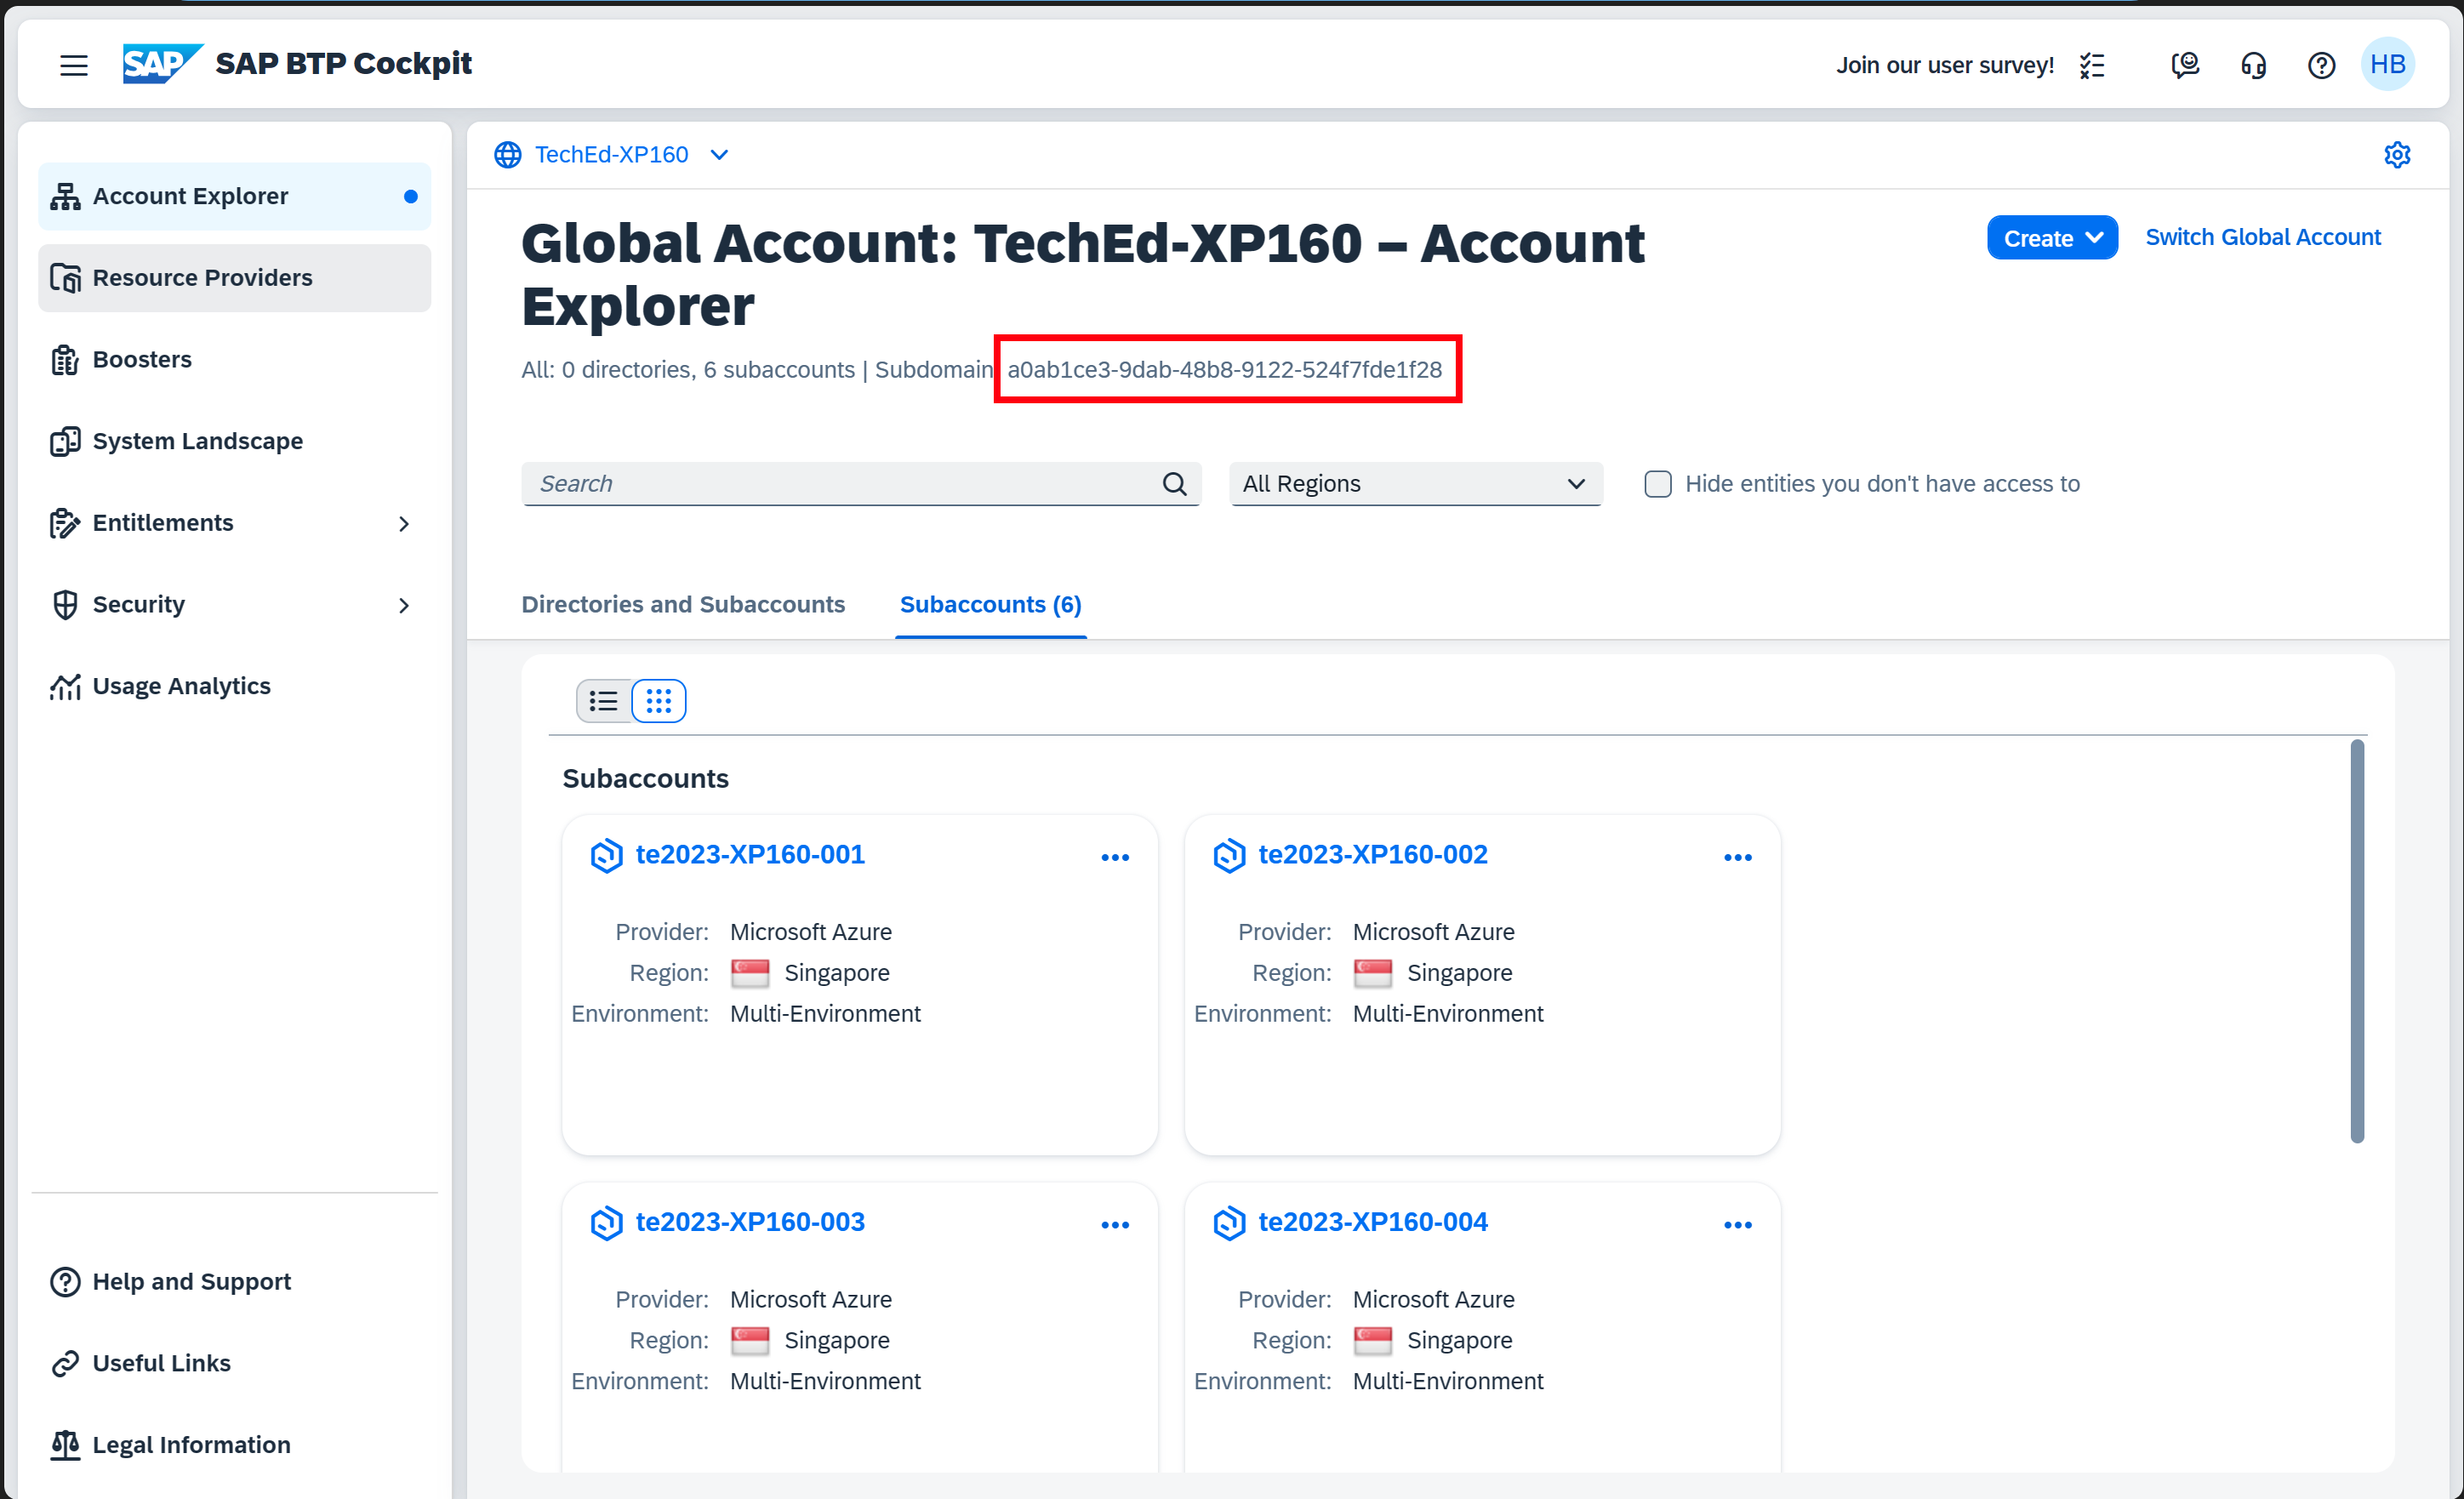 SAP SAP BTP Cockpit
Join our user survey!
HB
Account Explorer
Resource Providers
Boosters
System Landscape
Entitlements
Security
Usage Analytics
Help and Support
Useful Links
Legal Information
TechEd-XP160
Global Account: TechEd-XP160 – Account
Explorer
Create
Switch Global Account
All: 0 directories, 6 subaccounts | Subdomain a0ab1ce3-9dab-48b8-9122-524f7fde1f28
Search
All Regions
Hide entities you don't have access to
Directories and Subaccounts
Subaccounts (6)
Subaccounts
te2023-XP160-001
Provider: Microsoft Azure
Region: Singapore
Environment: Multi-Environment
te2023-XP160-002
Provider: Microsoft Azure
Region: Singapore
Environment: Multi-Environment
te2023-XP160-003
Provider: Microsoft Azure
Region: Singapore
Environment: Multi-Environment
te2023-XP160-004
Provider: Microsoft Azure
Region: Singapore
Environment: Multi-Environment